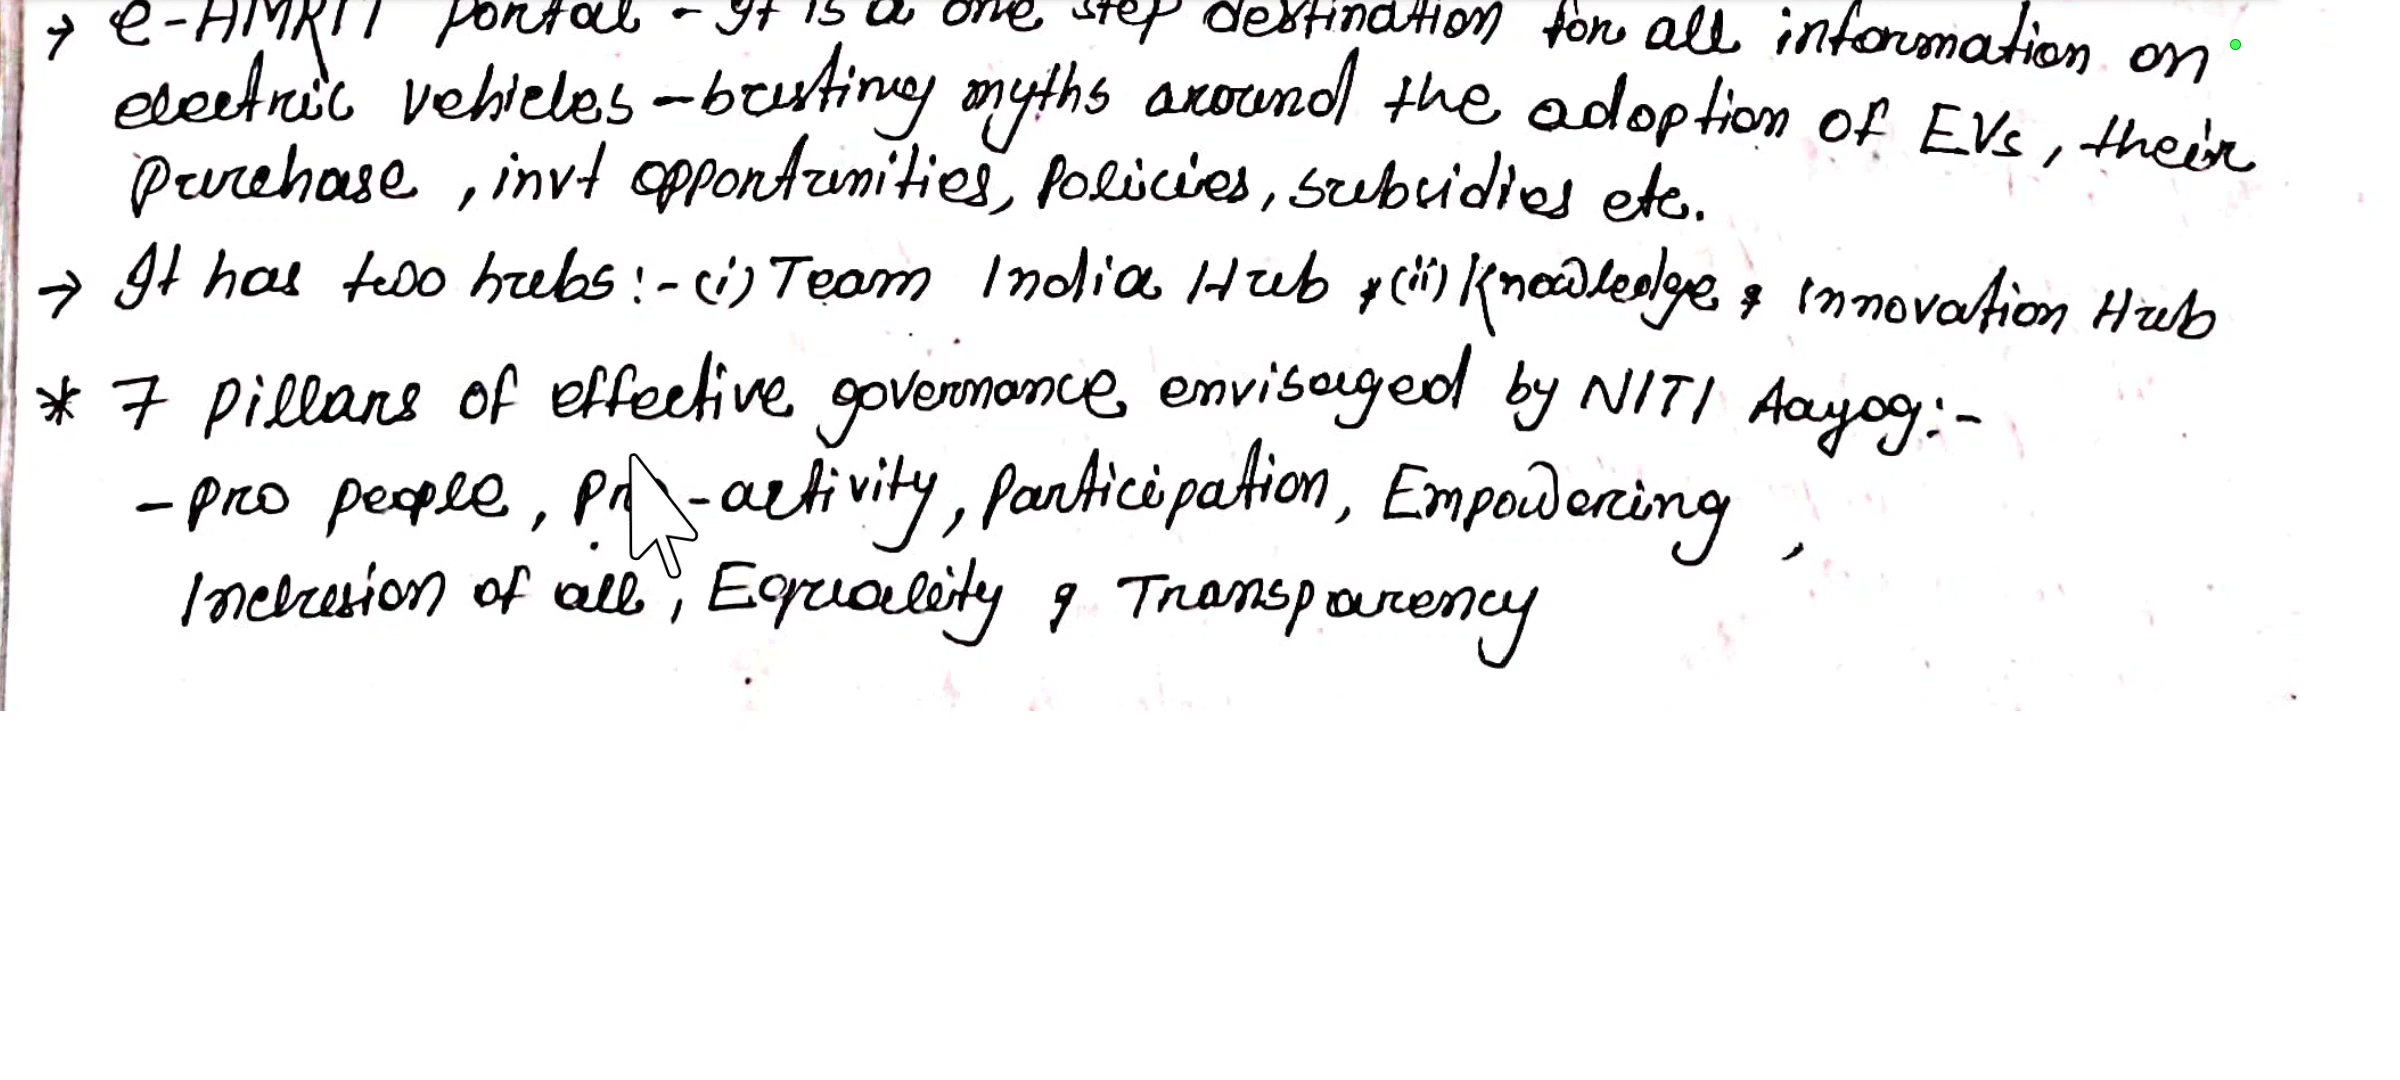 → e-AMRIT portal - It is a one step destination for all information on
electric vehicles - busting myths around the adoption of EVs, their
purchase, invt opportunities, policies, subsidies etc.
→ It has two hubs:- (i) Team India Hub & (ii) Knowledge & Innovation Hub
* 7 pillars of effective governance envisaged by NITI Aayog:-
- Pro people, Pro-activity, Participation, Empowering,
Inclusion of all, Equality & Transparency